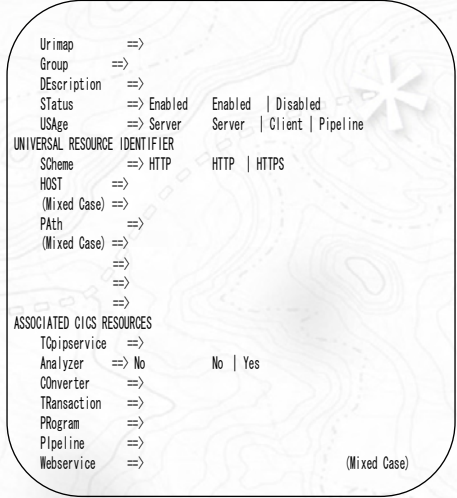 Urimap ==>
Group ==>
DEscription ==>
STatus ==> Enabled Enabled | Disabled
USAge ==> Server Server | Client | Pipeline
UNIVERSAL RESOURCE IDENTIFIER
SCheme ==> HTTP HTTP | HTTPS
HOST ==>
(Mixed Case) ==>
PAth ==>
(Mixed Case) ==>
==>
==>
==>
ASSOCIATED CICS RESOURCES
TCpipservice ==>
Analyzer ==> No No | Yes
COnverter ==>
TRansaction ==>
PRogram ==>
PIpeline ==>
Webservice ==> (Mixed Case)